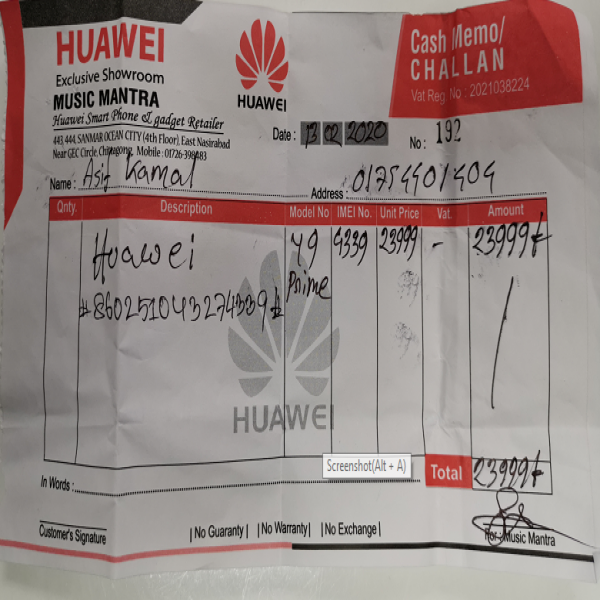 HUAWEI
Exclusive Showroom
MUSIC MANTRA
Huawei Smart Phone & gadget Retailer
443, 444, SANMAR OCEAN CITY (4th Floor), East Nasirabad
Near GEC Circle, Chittagong, Mobile : 01726-398483
HUAWEI
Cash Memo/
CHALLAN
Vat Reg. No : 2021038224
Date : 13 02 2020 No : 192
Name : Asif Kamal Address :
Qnty. Description Model No IMEI No. Unit Price Vat. Amount
Huawei Y9 4339 23999 - 23999
Prime
#860251043274339#
HUAWEI
Screenshot(Alt + A)
Total 23999
In Words :
Customer's Signature | No Guaranty | | No Warranty | | No Exchange | For : Music Mantra